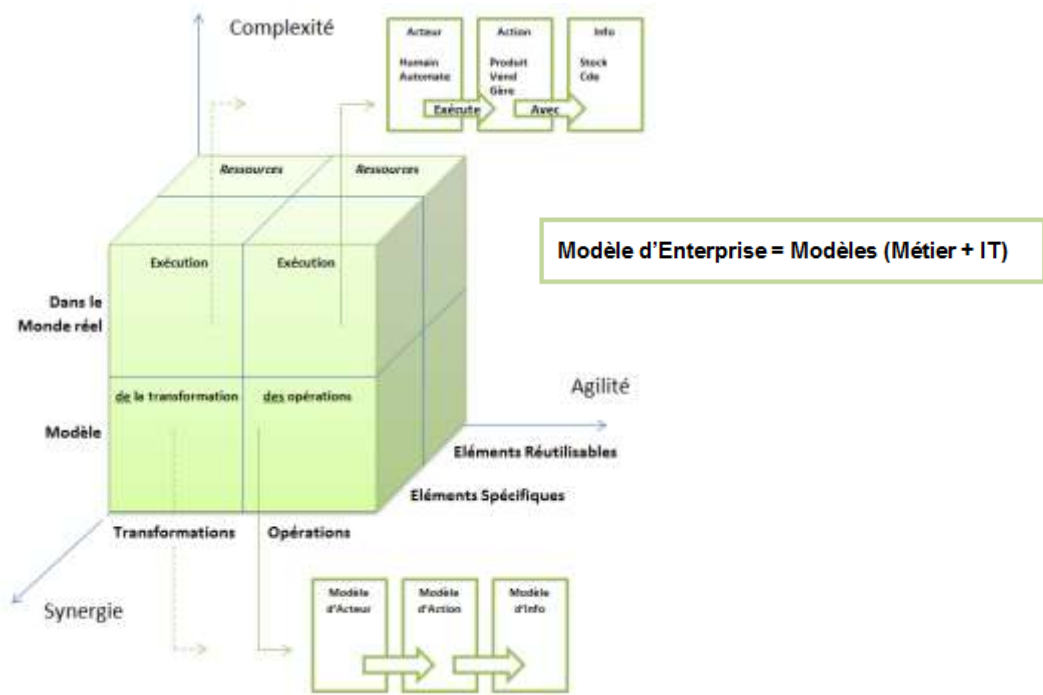 Complexité
Acteur
Humain
Automate
Action
Produit
Vend
Gère
Info
Stock
Cde
Exécute
Avec
Ressources
Ressources
Modèle d’Enterprise = Modèles (Métier + IT)
Exécution
Exécution
Dans le
Monde réel
Agilité
de la transformation
des opérations
Modèle
Eléments Réutilisables
Eléments Spécifiques
Transformations
Opérations
Synergie
Modèle
d'Acteur
Modèle
d'Action
Modèle
d'Info